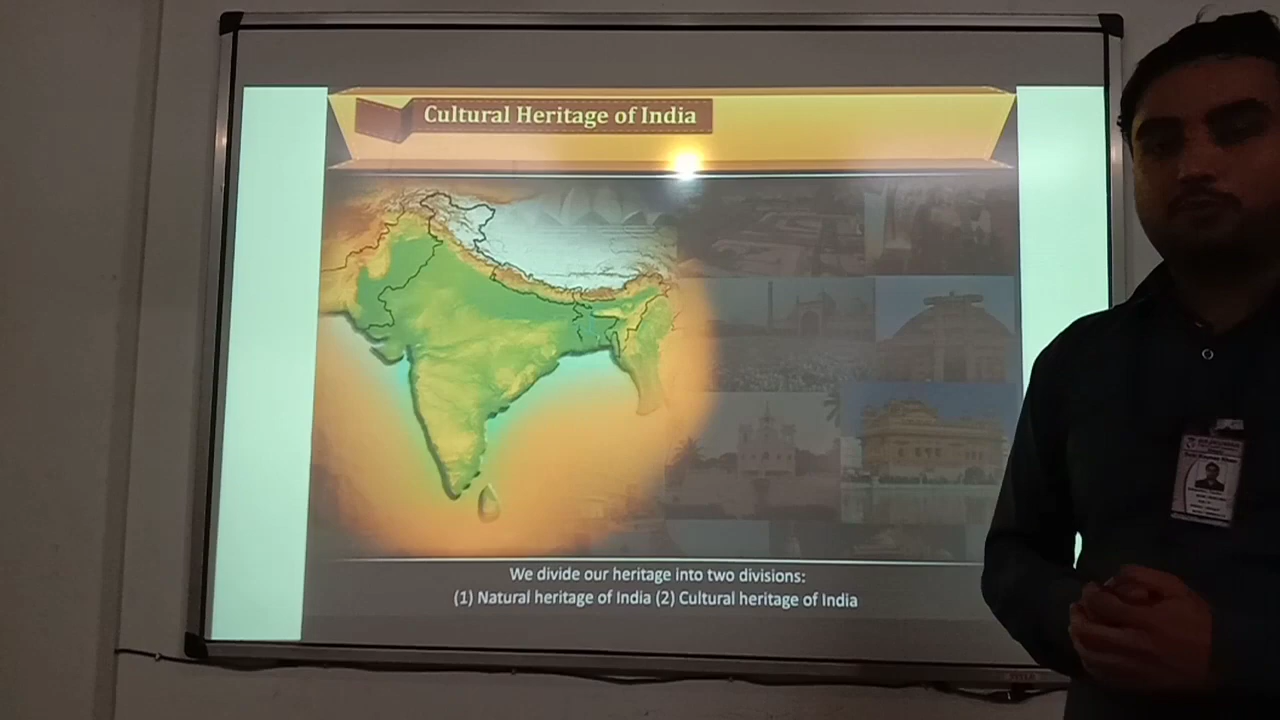 Cultural Heritage of India
We divide our heritage into two divisions:
(1) Natural heritage of India (2) Cultural heritage of India